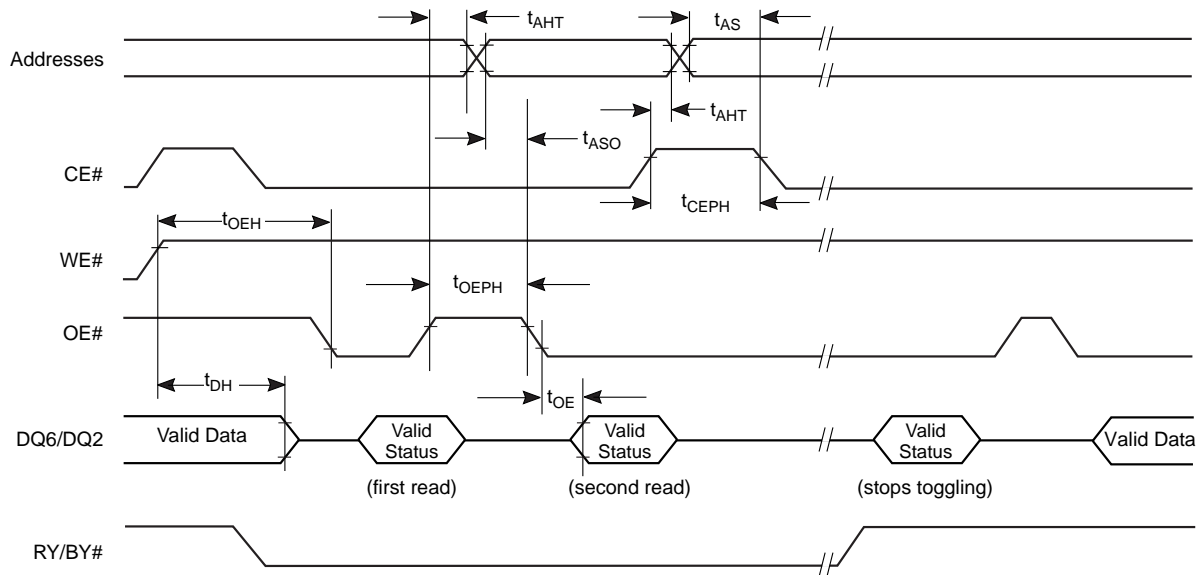 tAHT
tAS
Addresses
tAHT
tASO
CE#
tCEPH
tOEH
WE#
tOEPH
OE#
tDH
tOE
DQ6/DQ2
Valid Data
Valid
Status
Valid
Status
Valid
Status
Valid Data
(first read)
(second read)
(stops toggling)
RY/BY#